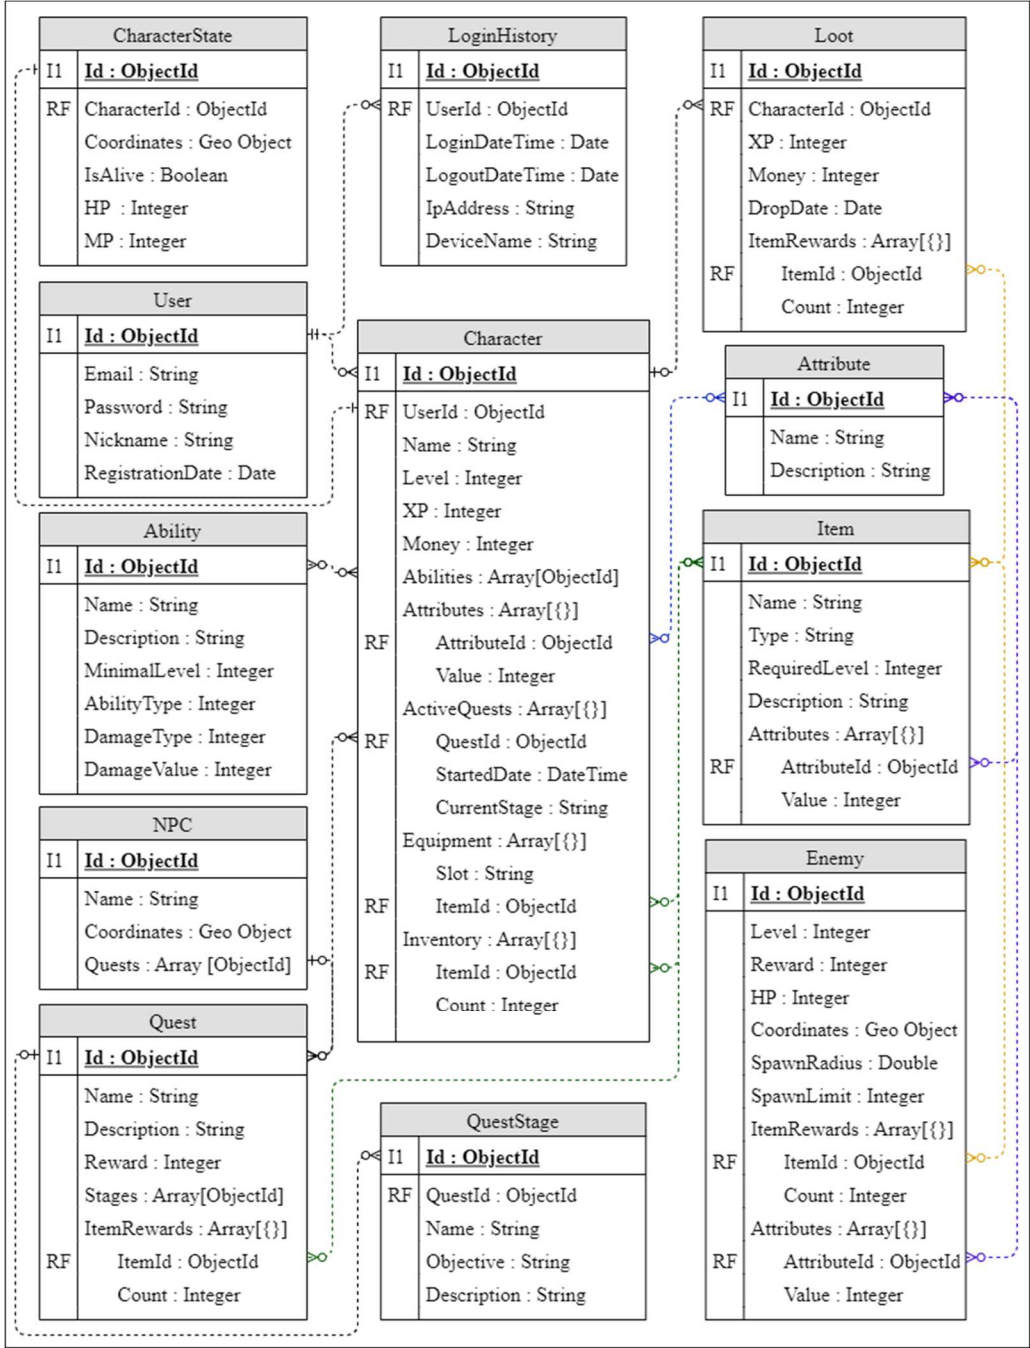 CharacterState
I1 Id : ObjectId
RF CharacterId : ObjectId
Coordinates : Geo Object
IsAlive : Boolean
HP : Integer
MP : Integer
LoginHistory
I1 Id : ObjectId
RF UserId : ObjectId
LoginDateTime : Date
LogoutDateTime : Date
IpAddress : String
DeviceName : String
Loot
I1 Id : ObjectId
RF CharacterId : ObjectId
XP : Integer
Money : Integer
DropDate : Date
ItemRewards : Array[{}]
RF ItemId : ObjectId
Count : Integer
User
I1 Id : ObjectId
Email : String
Password : String
Nickname : String
RegistrationDate : Date
Character
I1 Id : ObjectId
RF UserId : ObjectId
Name : String
Level : Integer
XP : Integer
Money : Integer
Abilities : Array[ObjectId]
Attributes : Array[{}]
RF AttributeId : ObjectId
Value : Integer
ActiveQuests : Array[{}]
RF QuestId : ObjectId
StartedDate : DateTime
CurrentStage : String
Equipment : Array[{}]
Slot : String
RF ItemId : ObjectId
Inventory : Array[{}]
RF ItemId : ObjectId
Count : Integer
Attribute
I1 Id : ObjectId
Name : String
Description : String
Ability
I1 Id : ObjectId
Name : String
Description : String
MinimalLevel : Integer
AbilityType : Integer
DamageType : Integer
DamageValue : Integer
Item
I1 Id : ObjectId
Name : String
Type : String
RequiredLevel : Integer
Description : String
Attributes : Array[{}]
RF AttributeId : ObjectId
Value : Integer
NPC
I1 Id : ObjectId
Name : String
Coordinates : Geo Object
Quests : Array [ObjectId]
Enemy
I1 Id : ObjectId
Level : Integer
Reward : Integer
HP : Integer
Coordinates : Geo Object
SpawnRadius : Double
SpawnLimit : Integer
ItemRewards : Array[{}]
RF ItemId : ObjectId
Count : Integer
Attributes : Array[{}]
RF AttributeId : ObjectId
Value : Integer
Quest
I1 Id : ObjectId
Name : String
Description : String
Reward : Integer
Stages : Array[ObjectId]
ItemRewards : Array[{}]
RF ItemId : ObjectId
Count : Integer
QuestStage
I1 Id : ObjectId
RF QuestId : ObjectId
Name : String
Objective : String
Description : String